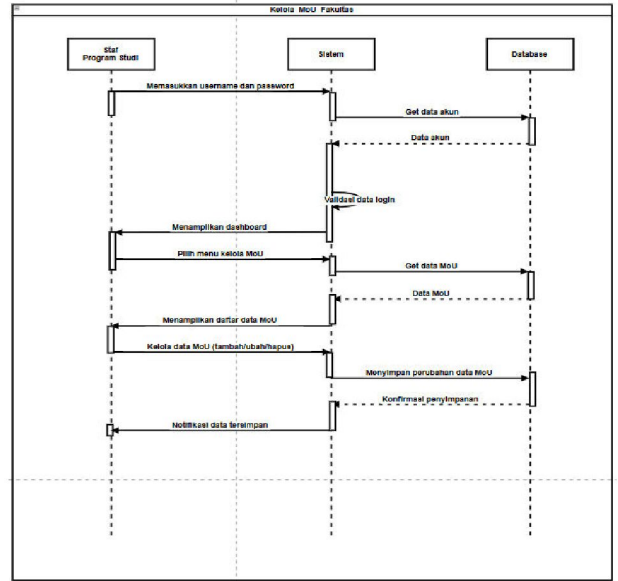 Kelola MoU Fakultas
Staf
Program Studi
Sistem
Database
Memasukkan username dan password
Get data akun
Data akun
Validasi data login
Menampilkan dashboard
Pilih menu kelola MoU
Get data MoU
Data MoU
Menampilkan daftar data MoU
Kelola data MoU (tambah/ubah/hapus)
Menyimpan perubahan data MoU
Konfirmasi penyimpanan
Notifikasi data tersimpan